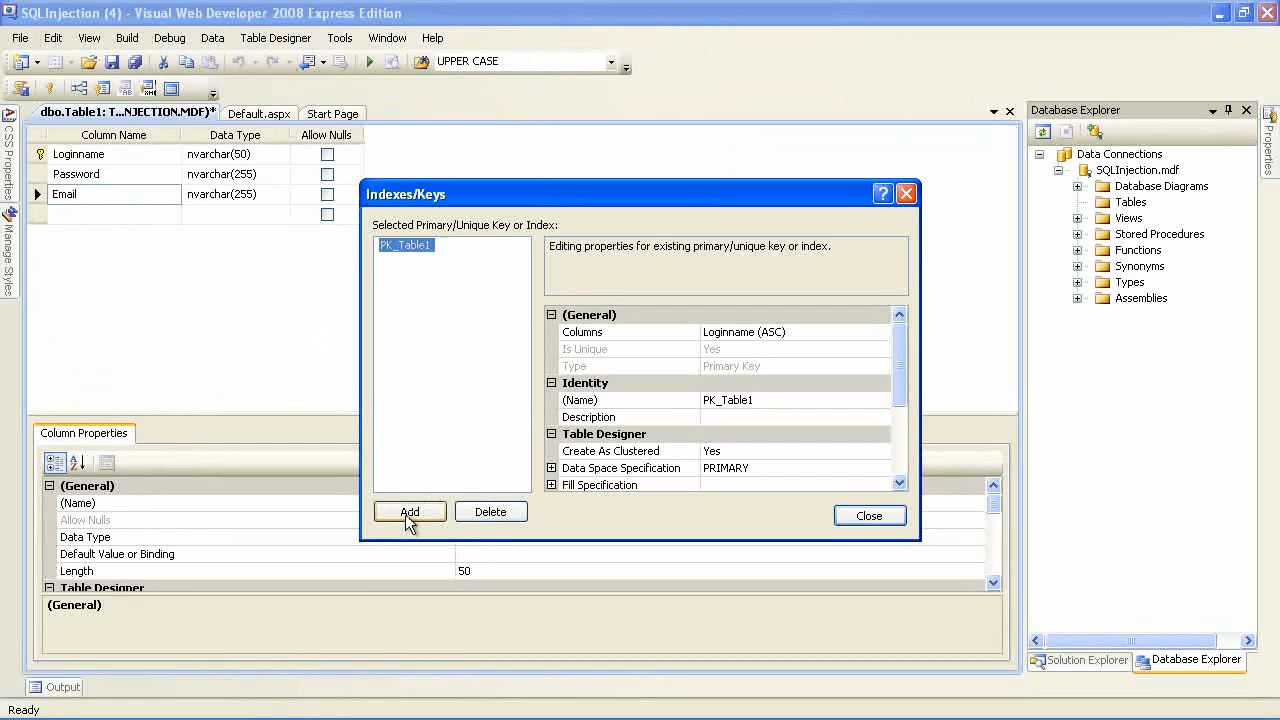 SQLInjection (4) - Visual Web Developer 2008 Express Edition
File Edit View Build Debug Data Table Designer Tools Window Help
UPPER CASE
dbo.Table1: T...NJECTION.MDF)* Default.aspx Start Page
Column Name Data Type Allow Nulls
Loginname nvarchar(50)
Password nvarchar(255)
Email nvarchar(255)
CSS Properties
Manage Styles
Indexes/Keys
Selected Primary/Unique Key or Index:
PK_Table1
Editing properties for existing primary/unique key or index.
(General)
Columns Loginname (ASC)
Is Unique Yes
Type Primary Key
Identity
(Name) PK_Table1
Description
Table Designer
Create As Clustered Yes
Data Space Specification PRIMARY
Fill Specification
Add Delete Close
Column Properties
(General)
(Name)
Allow Nulls
Data Type
Default Value or Binding
Length 50
Table Designer
(General)
Database Explorer
Data Connections
SQLInjection.mdf
Database Diagrams
Tables
Views
Stored Procedures
Functions
Synonyms
Types
Assemblies
Solution Explorer Database Explorer
Properties
Output
Ready